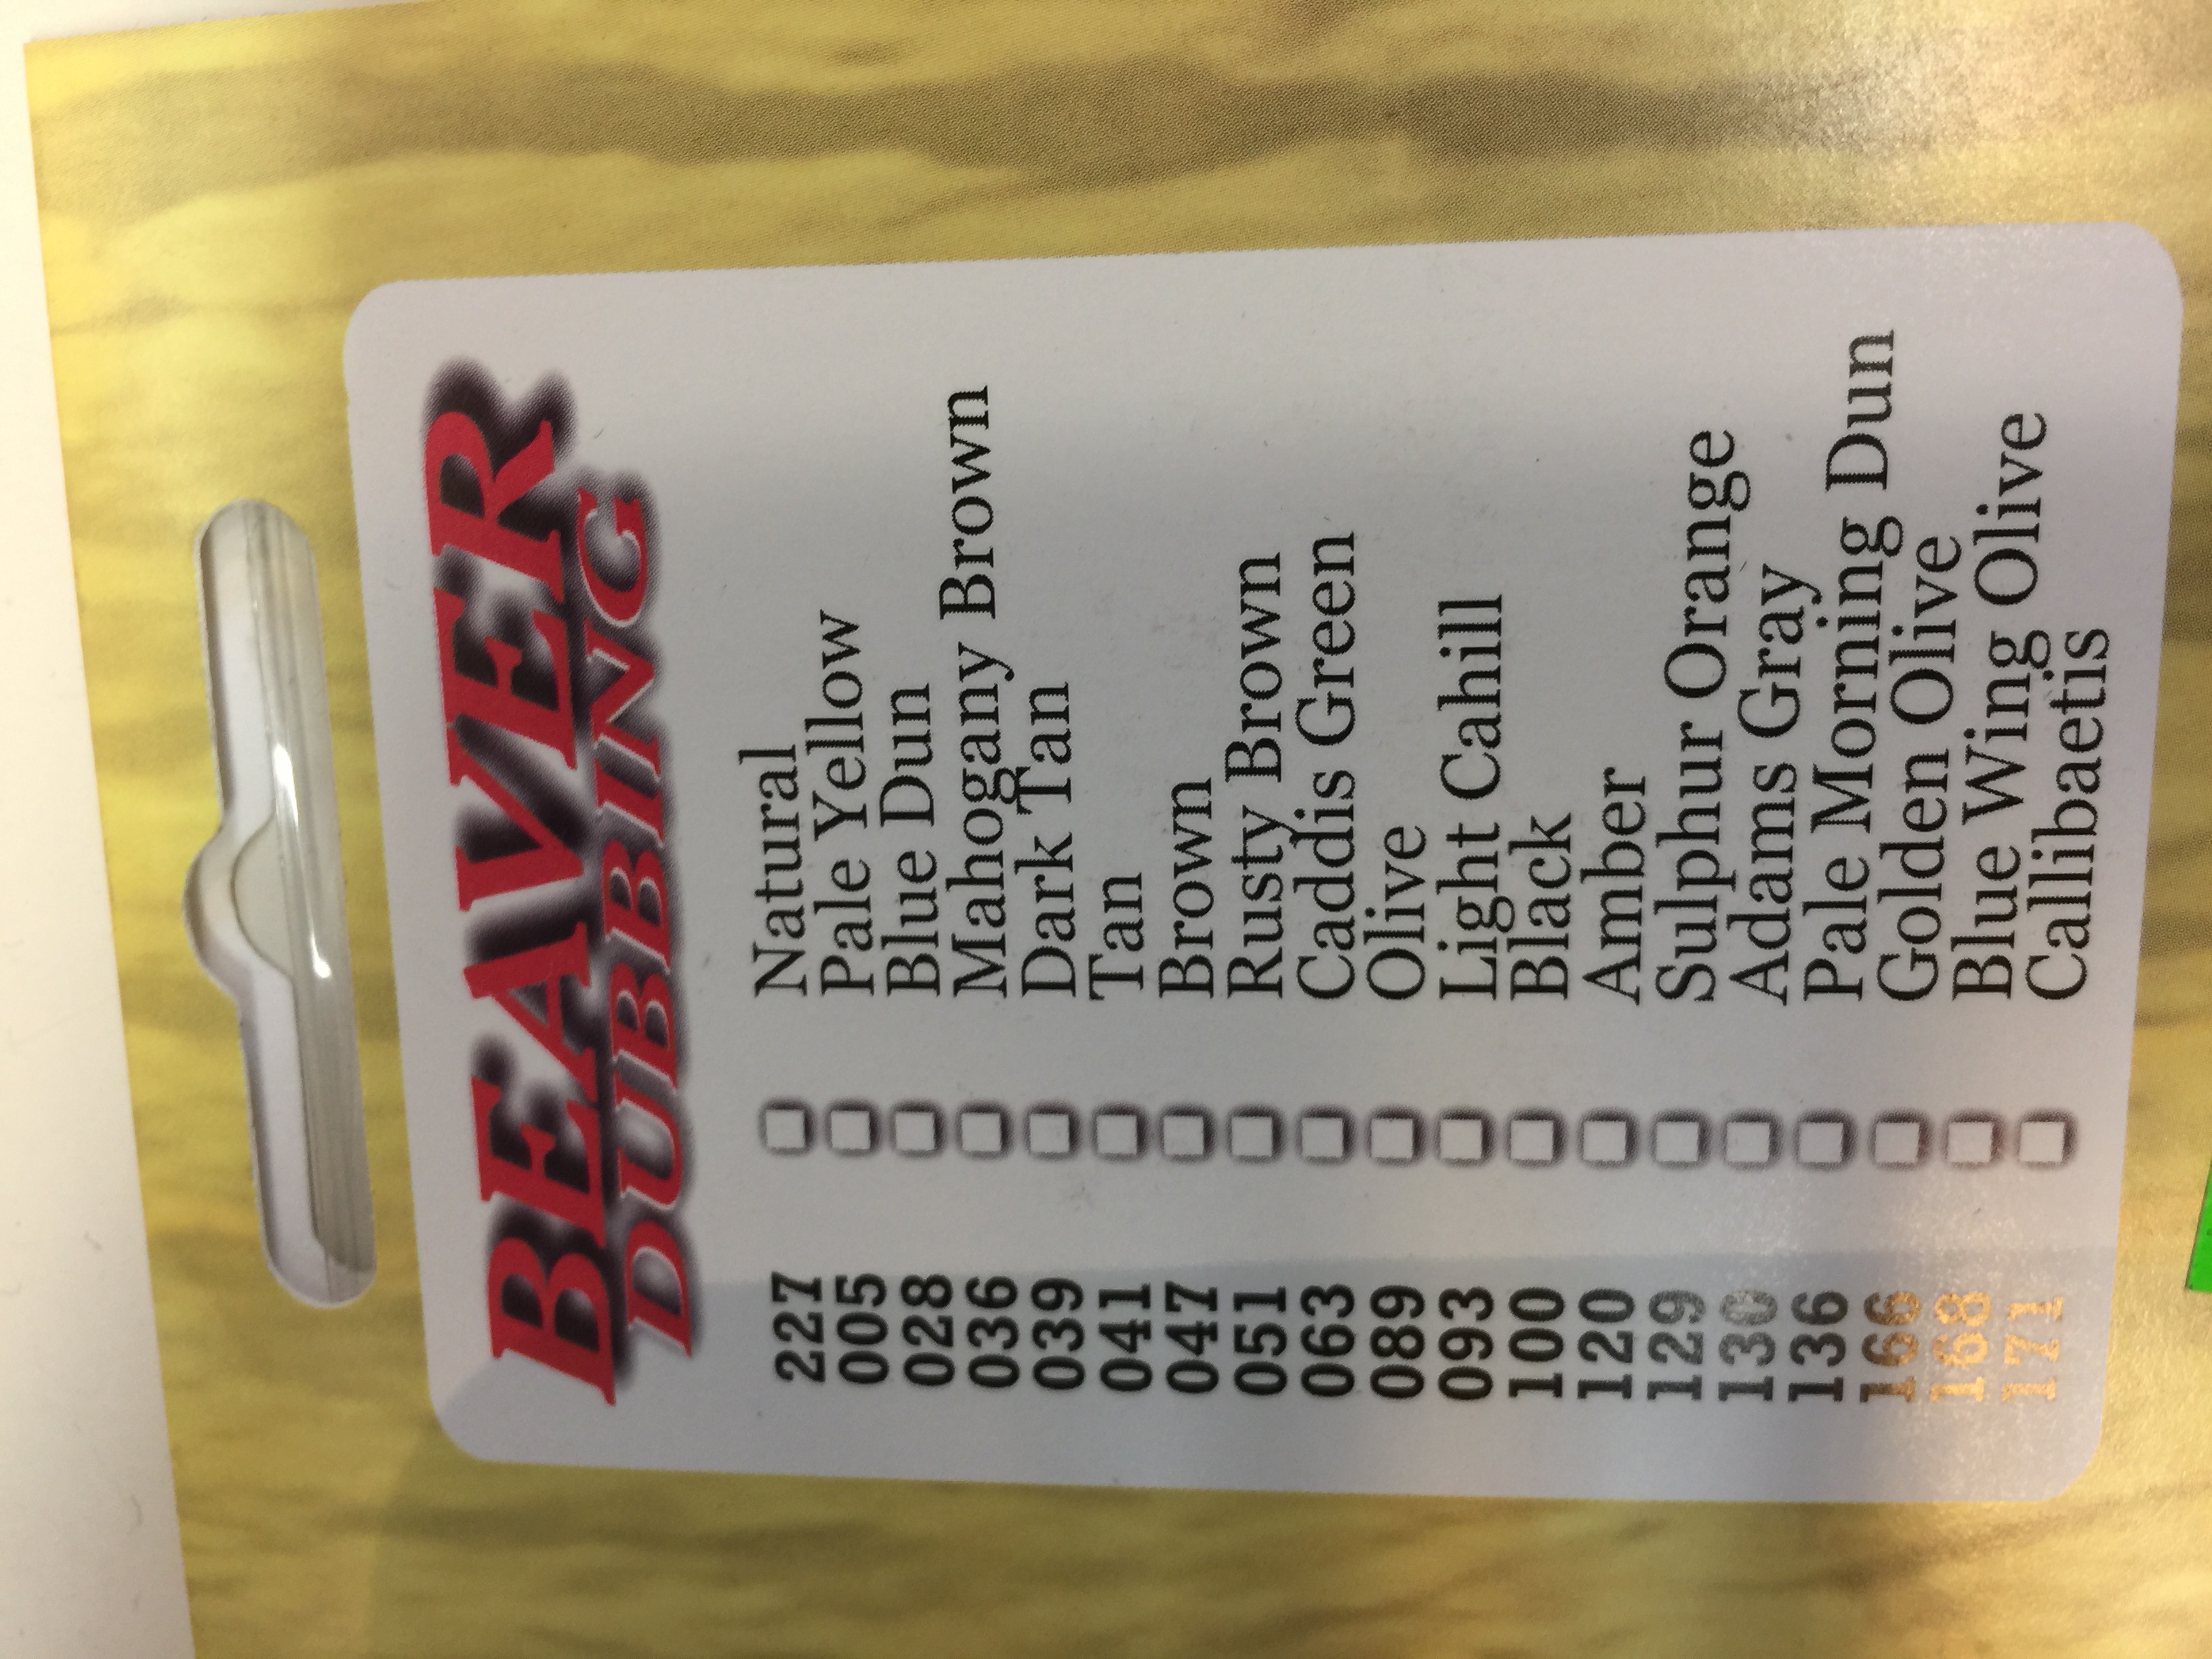 BEAVER
DUBBING
227 Natural
005 Pale Yellow
028 Blue Dun
036 Mahogany Brown
039 Dark Tan
041 Tan
047 Brown
051 Rusty Brown
063 Caddis Green
089 Olive
093 Light Cahill
100 Black
120 Amber
129 Sulphur Orange
130 Adams Gray
136 Pale Morning Dun
166 Golden Olive
168 Blue Wing Olive
171 Callibaetis